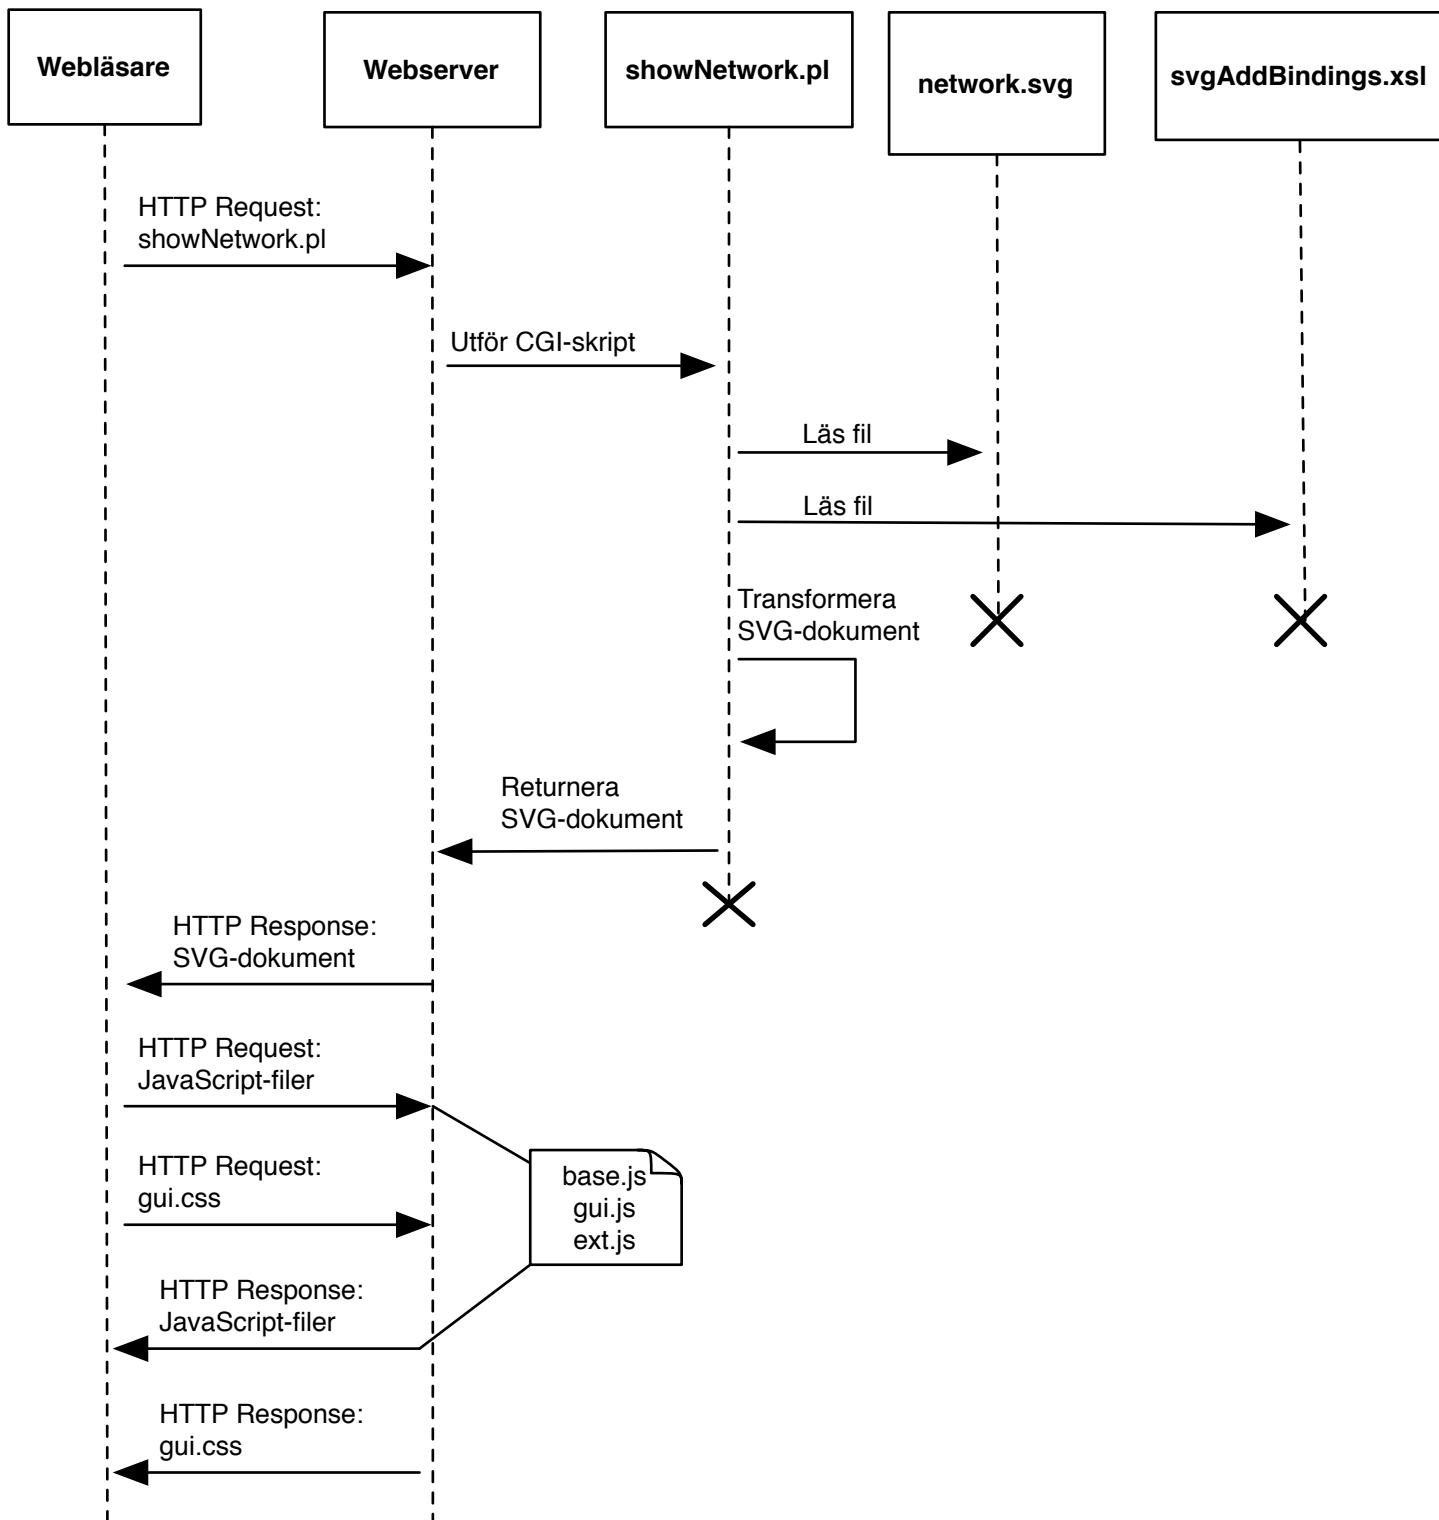 Webläsare
Webserver
showNetwork.pl
network.svg
svgAddBindings.xsl
HTTP Request:
showNetwork.pl
Utför CGI-skript
Läs fil
Läs fil
Transformera
SVG-dokument
Returnera
SVG-dokument
HTTP Response:
SVG-dokument
HTTP Request:
JavaScript-filer
HTTP Request:
gui.css
base.js
gui.js
ext.js
HTTP Response:
JavaScript-filer
HTTP Response:
gui.css